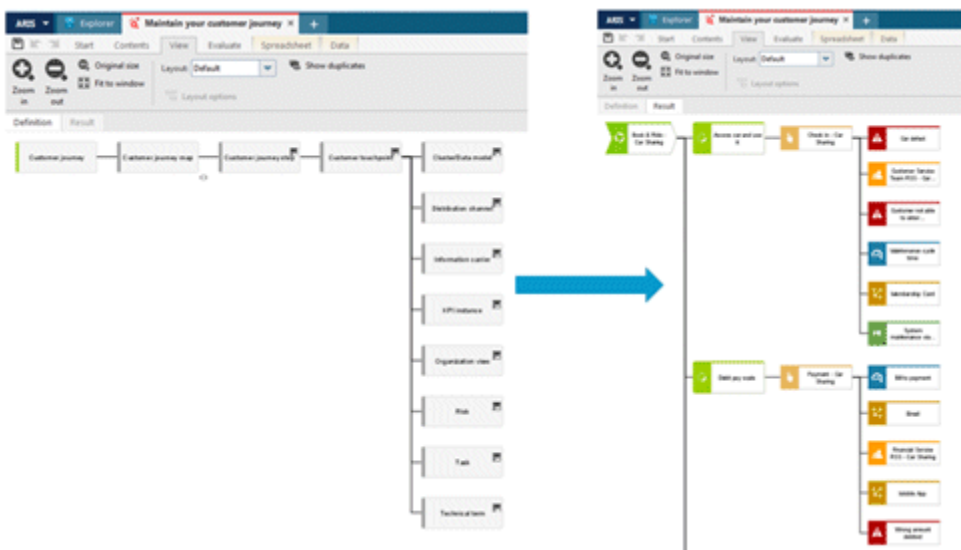 ARIS Explorer Maintain your customer journey × +
Start Contents View Evaluate Spreadsheet Data
Zoom in
Zoom out
Original size
Fit to window
Layout Default
Show duplicates
Layout options
Definition Result
Customer journey
Customer journey map
Customer journey step
Customer touchpoint
Cluster/Data model
Distribution channel
Information carrier
KPI instance
Organization view
Risk
Task
Technical term
ARIS Explorer Maintain your customer journey × +
Start Contents View Evaluate Spreadsheet Data
Zoom in
Zoom out
Original size
Fit to window
Layout Default
Show duplicates
Layout options
Definition Result
Book & Ride -
Car Sharing
Access car and use
it
Check in - Car
Sharing
Car defect
Customer Service
Customer not able
to enter...
Maintenance cycle
time
Membership Card
System
maintenance
Payment - Car
Sharing
Bill to payment
Email
Financial Service
- Car Sharing
Mobile App
Wrong amount
debited